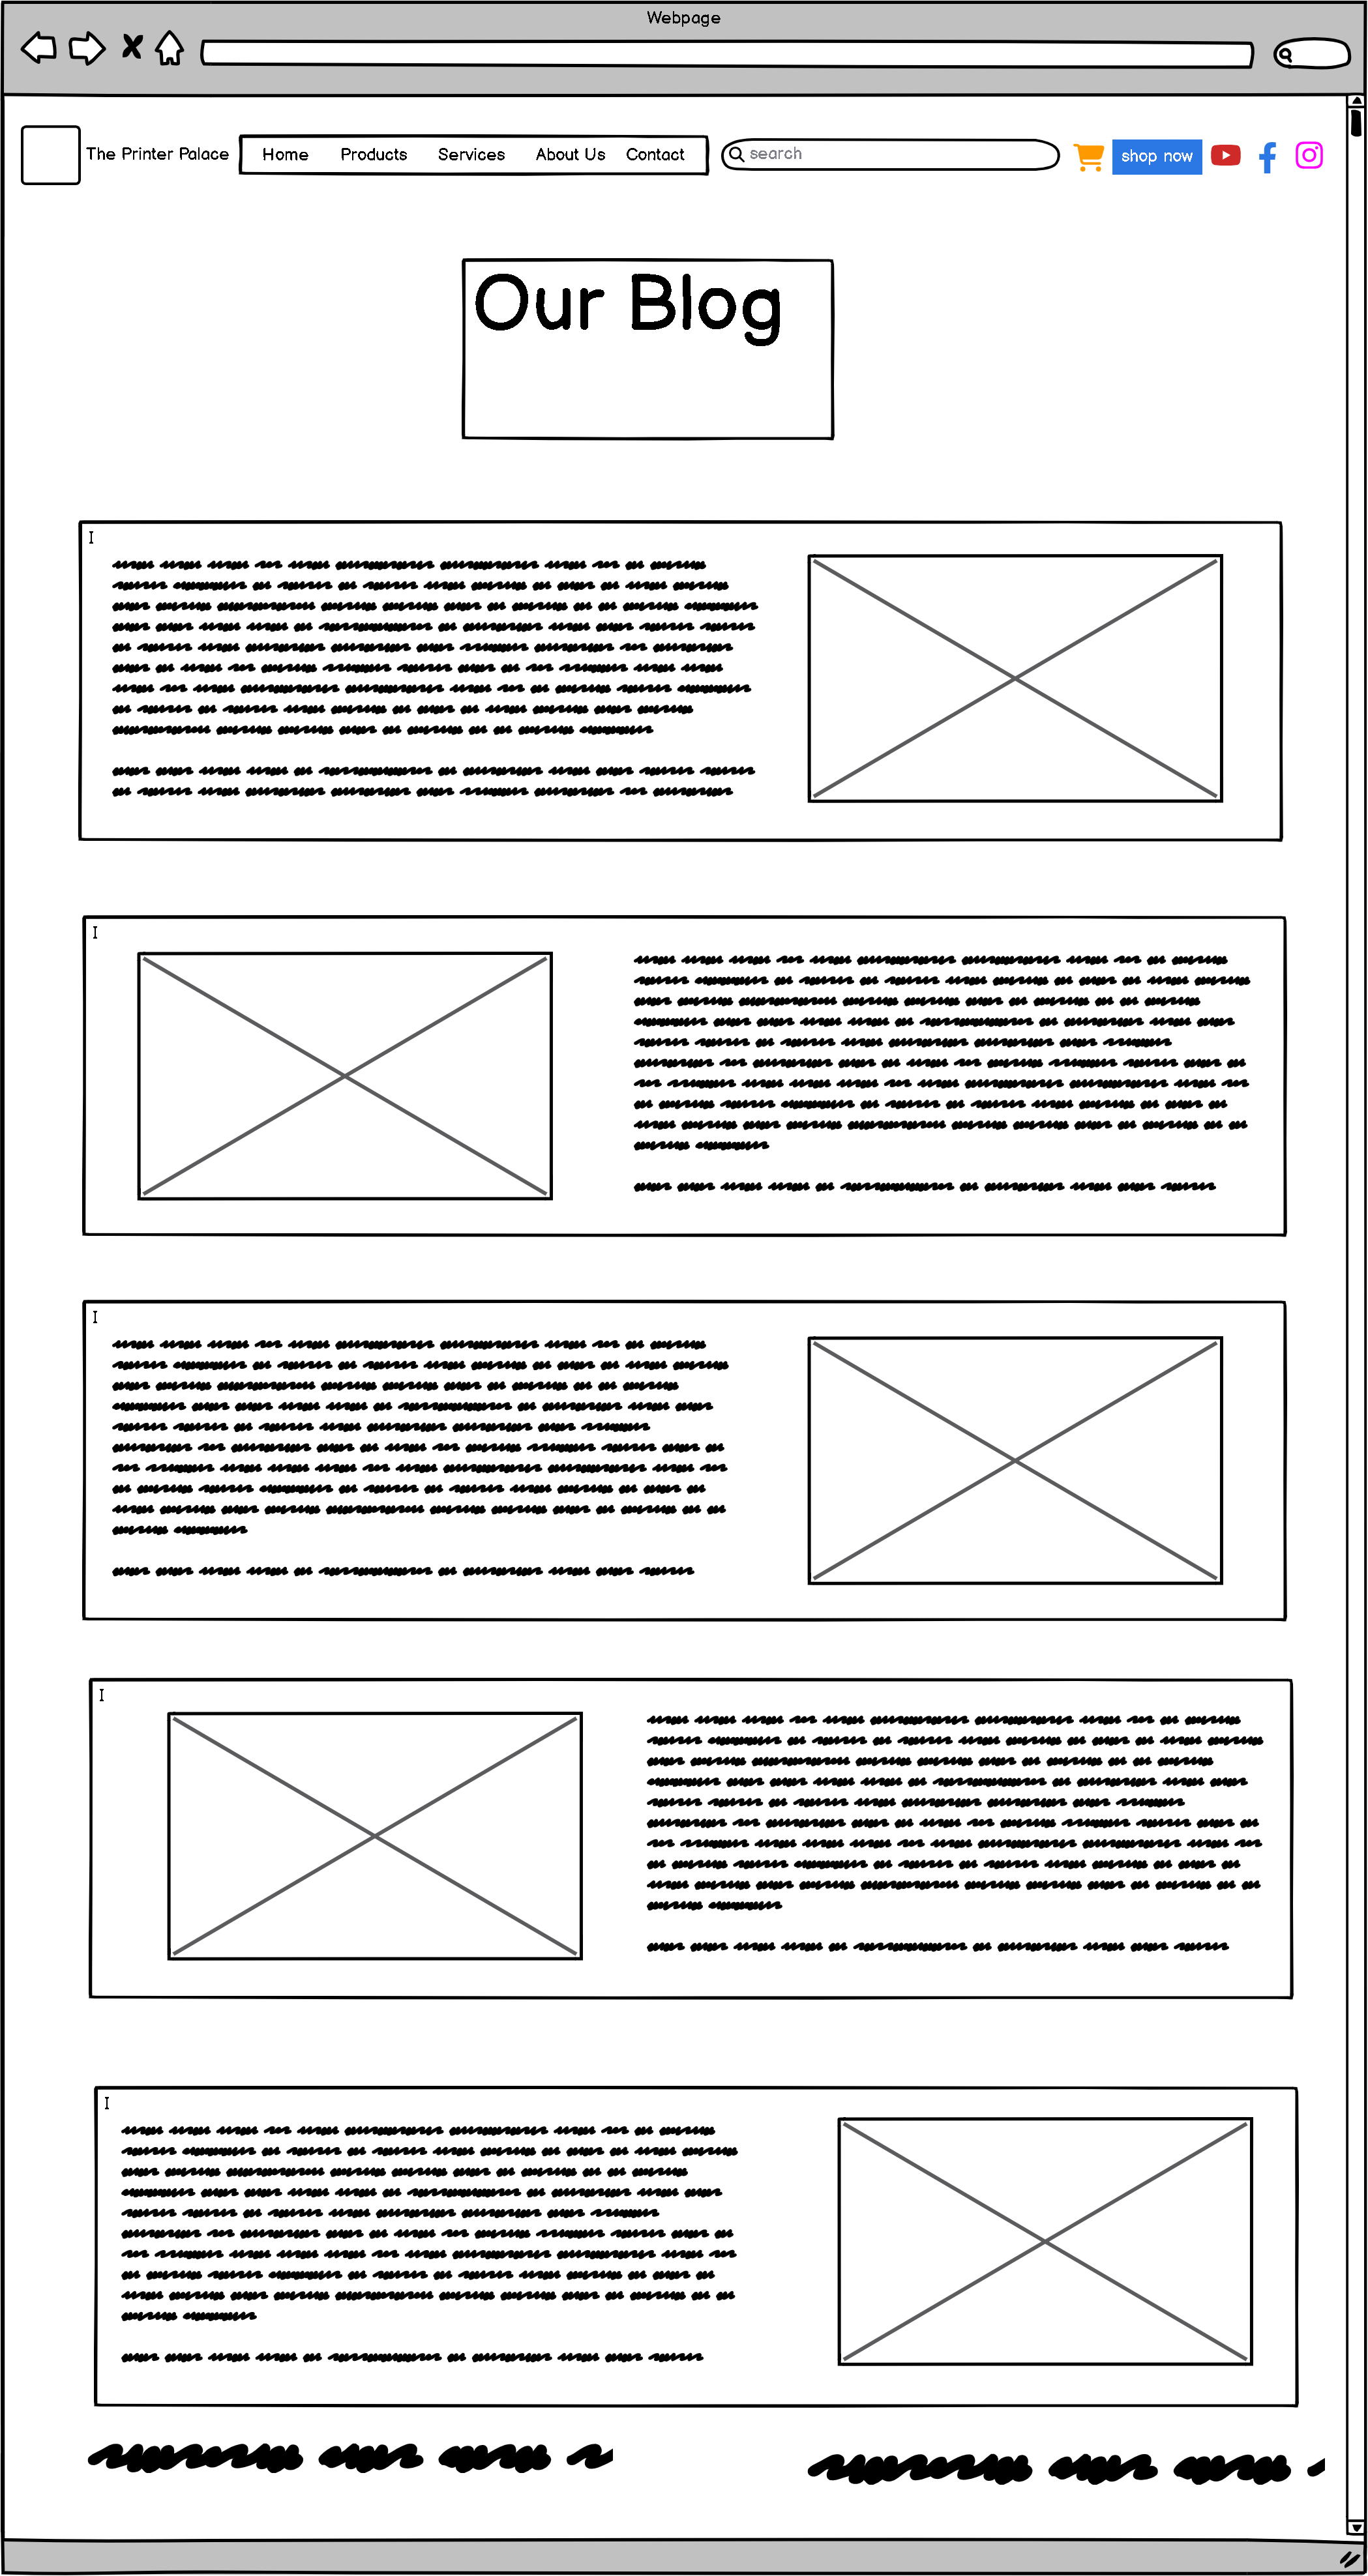 Webpage
The Printer Palace Home Products Services About Us Contact search shop now
Our Blog